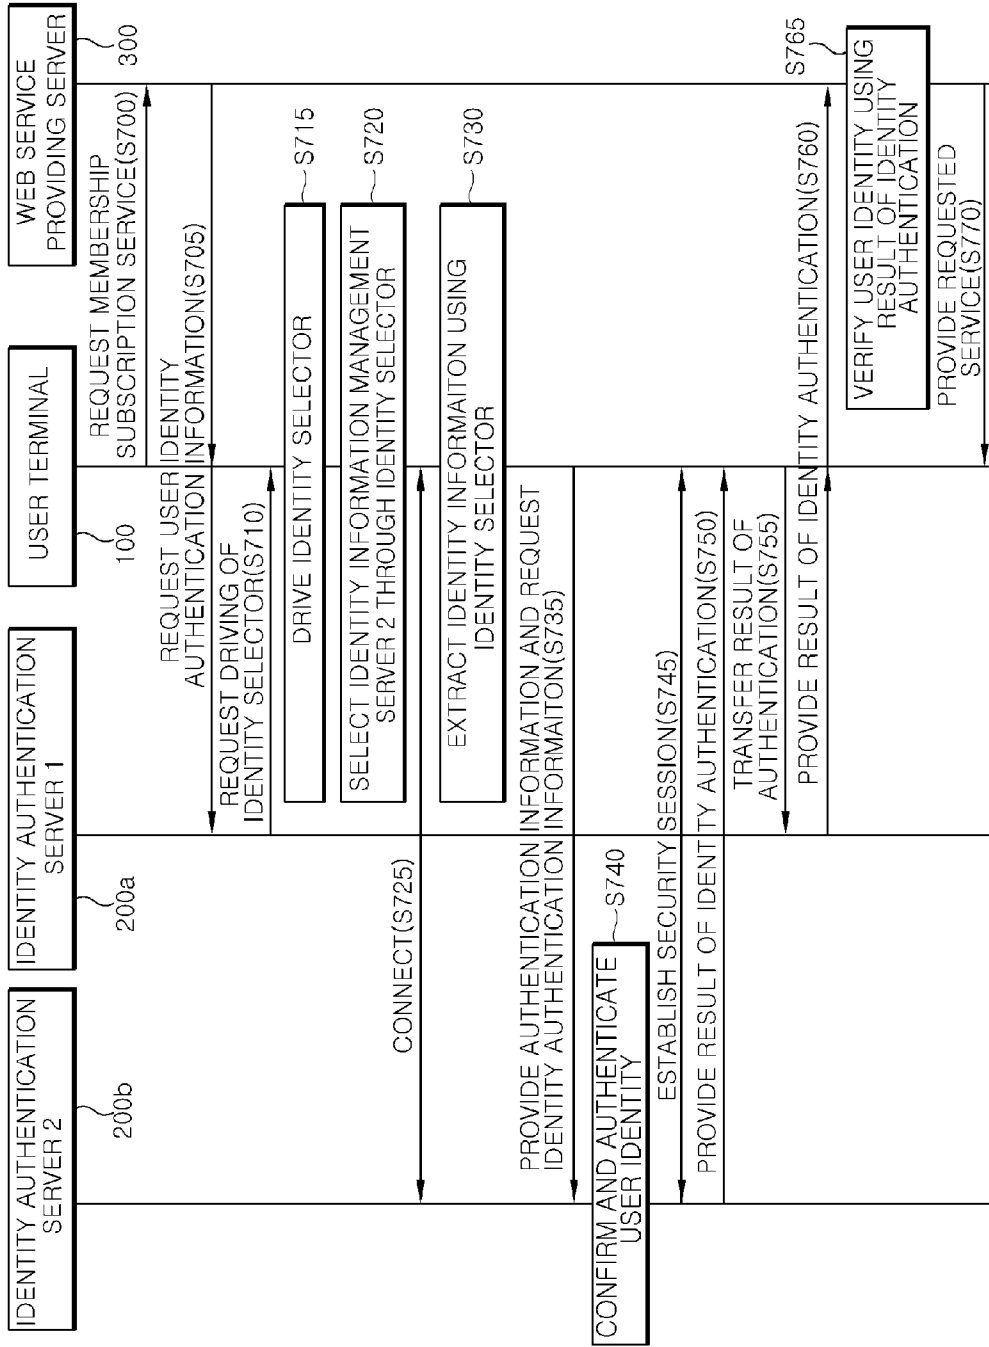 IDENTITY AUTHENTICATION
SERVER 2
200b
IDENTITY AUTHENTICATION
SERVER 1
200a
USER TERMINAL
100
WEB SERVICE
PROVIDING SERVER
300
REQUEST MEMBERSHIP
SUBSCRIPTION SERVICE(S700)
REQUEST USER IDENTITY
AUTHENTICATION INFORMATION(S705)
REQUEST DRIVING OF
IDENTITY SELECTOR(S710)
DRIVE IDENTITY SELECTOR
S715
SELECT IDENTITY INFORMATION MANAGEMENT
SERVER 2 THROUGH IDENTITY SELECTOR
S720
CONNECT(S725)
EXTRACT IDENTITY INFORMAITON USING
IDENTITY SELECTOR
S730
PROVIDE AUTHENTICATION INFORMATION AND REQUEST
IDENTITY AUTHENTICATION INFORMAITON(S735)
CONFIRM AND AUTHENTICATE
USER IDENTITY
S740
ESTABLISH SECURITY SESSION(S745)
PROVIDE RESULT OF IDENTITY AUTHENTICATION(S750)
TRANSFER RESULT OF
AUTHENTICATION(S755)
PROVIDE RESULT OF IDENTITY AUTHENTICATION(S760)
S765
VERIFY USER IDENTITY USING
RESULT OF IDENTITY
AUTHENTICATION
PROVIDE REQUESTED
SERVICE(S770)